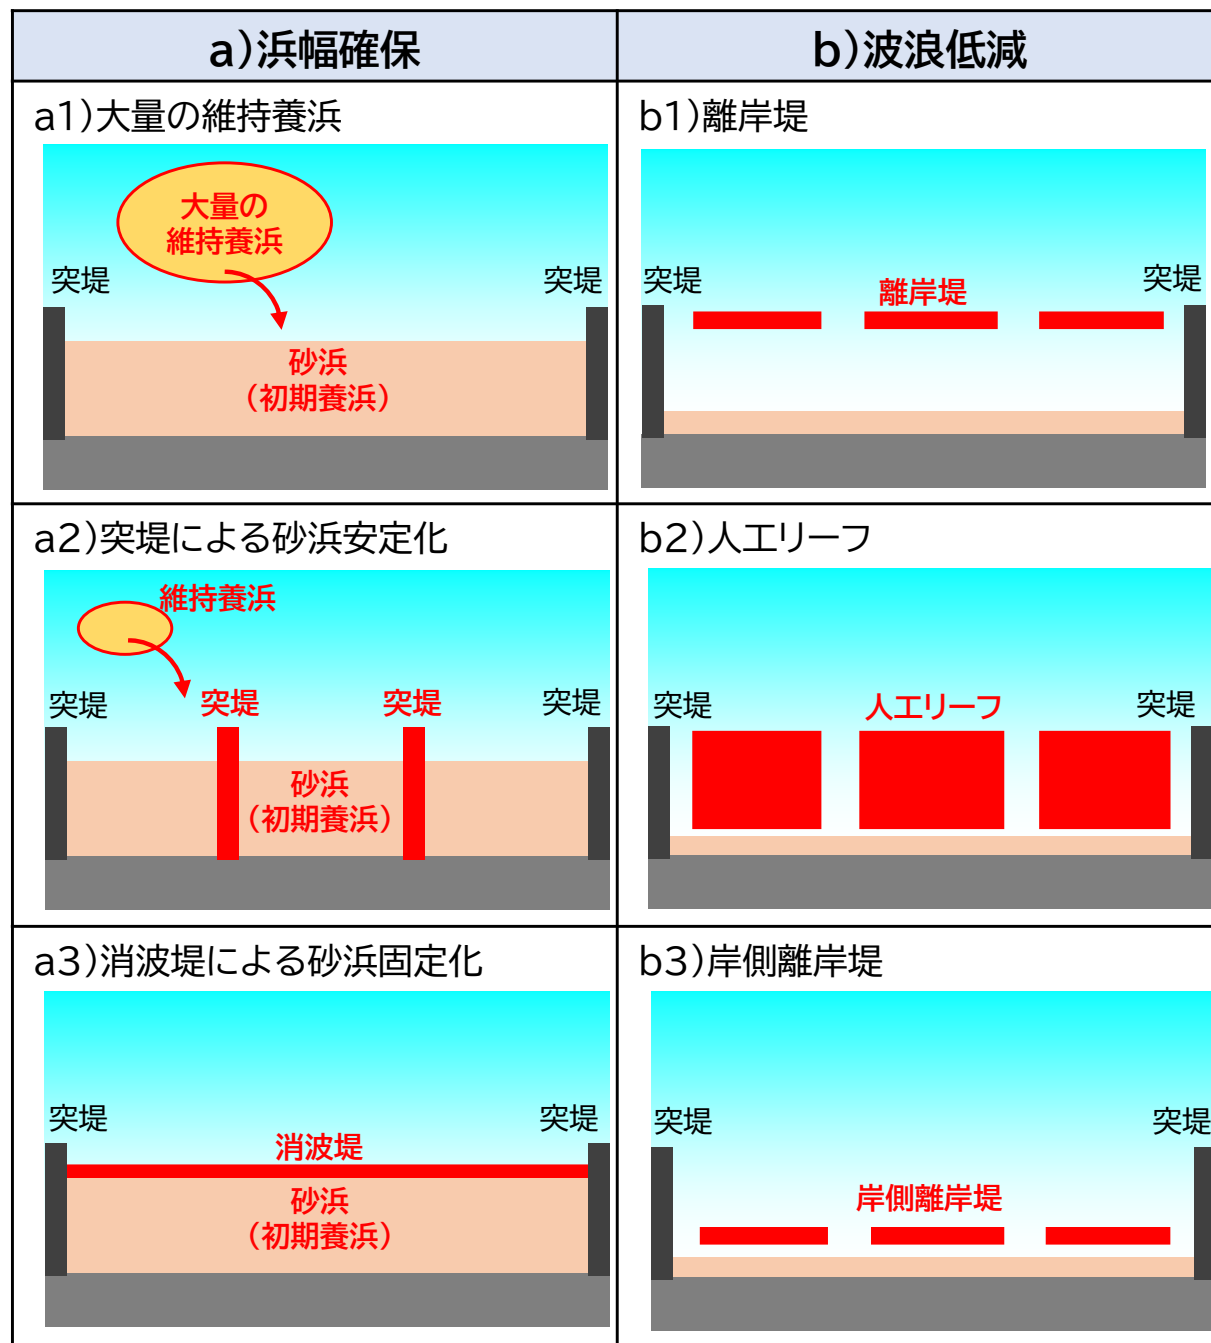 a)浜幅確保
b)波浪低減
a1)大量の維持養浜
大量の
維持養浜
突堤
突堤
砂浜
(初期養浜)
b1)離岸堤
突堤
離岸堤
突堤
a2)突堤による砂浜安定化
維持養浜
突堤
突堤
突堤
突堤
砂浜
(初期養浜)
b2)人工リーフ
突堤
人工リーフ
突堤
a3)消波堤による砂浜固定化
突堤
消波堤
突堤
砂浜
(初期養浜)
b3)岸側離岸堤
突堤
岸側離岸堤
突堤